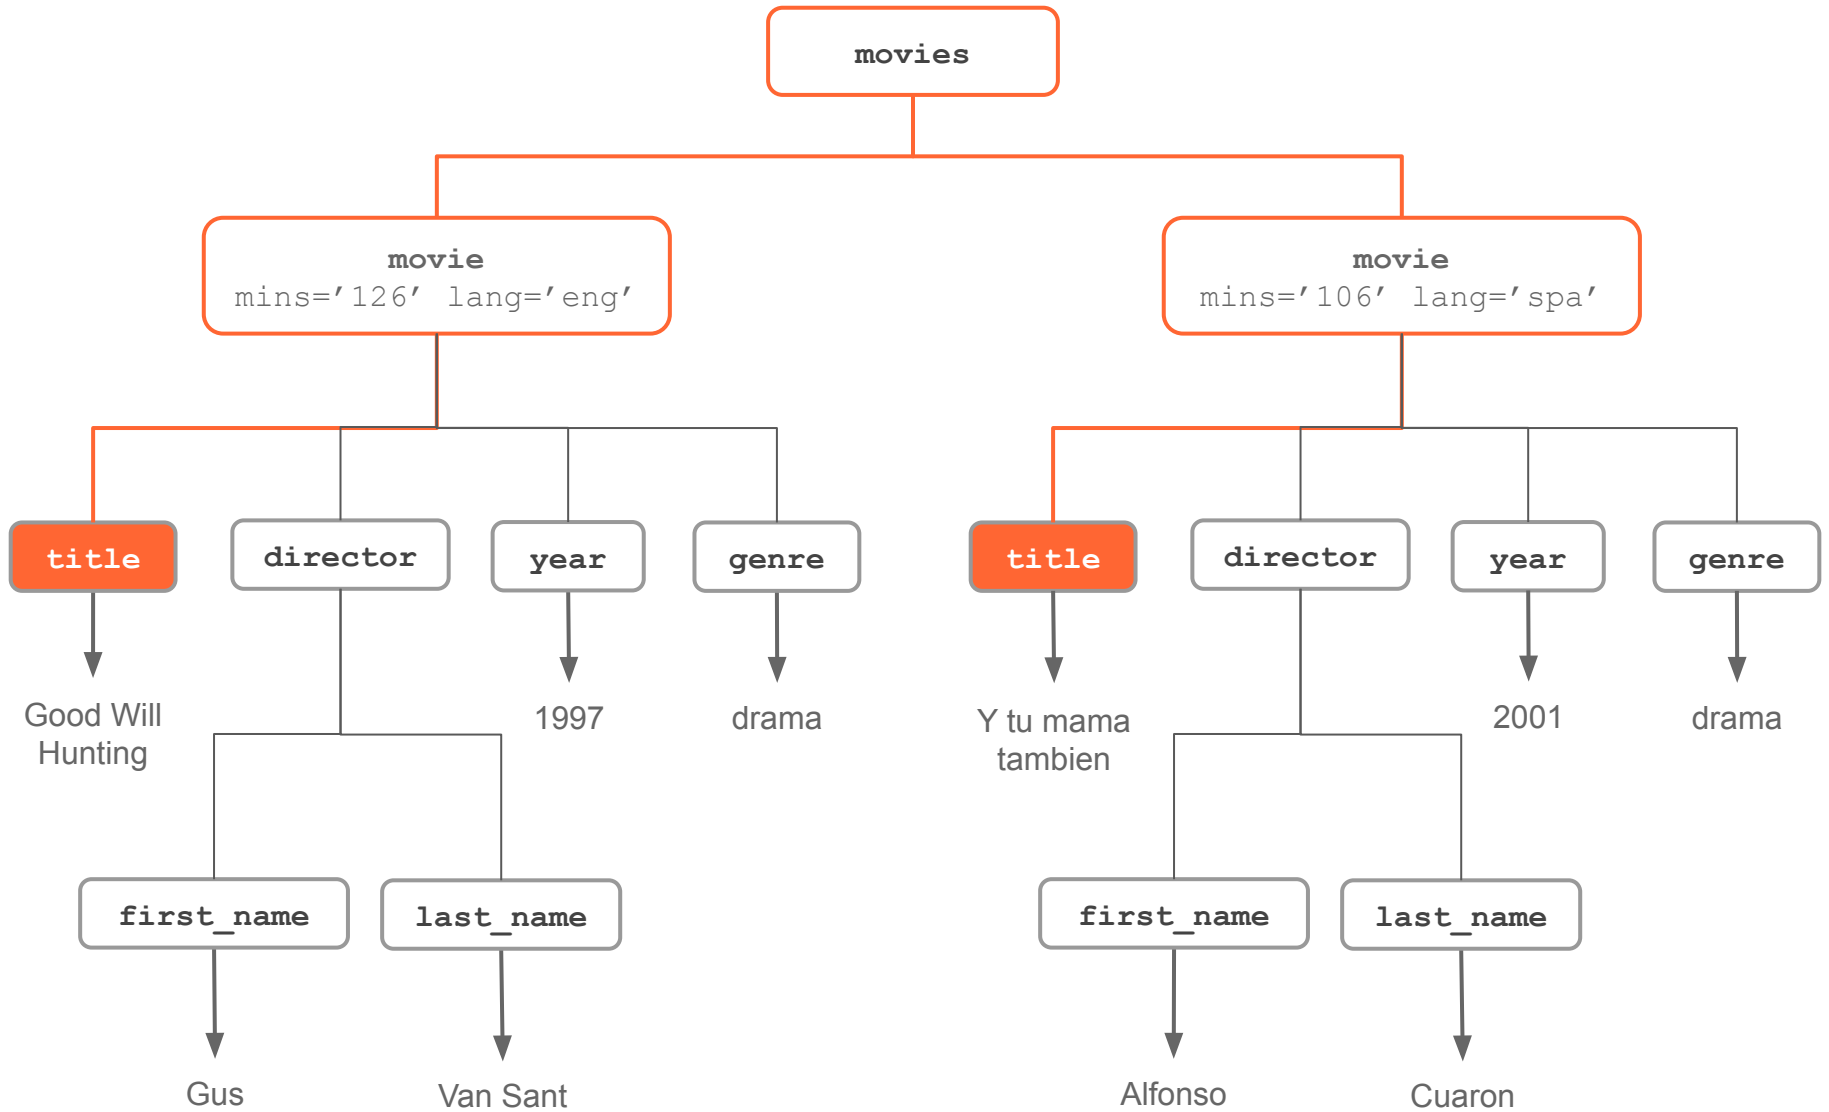 movies
movie
mins=’126’ lang=’eng’
movie
mins=’106’ lang=’spa’
title
director
year
genre
title
director
year
genre
Good Will
Hunting
1997
drama
Y tu mama
tambien
2001
drama
first_name
last_name
first_name
last_name
Gus
Van Sant
Alfonso
Cuaron